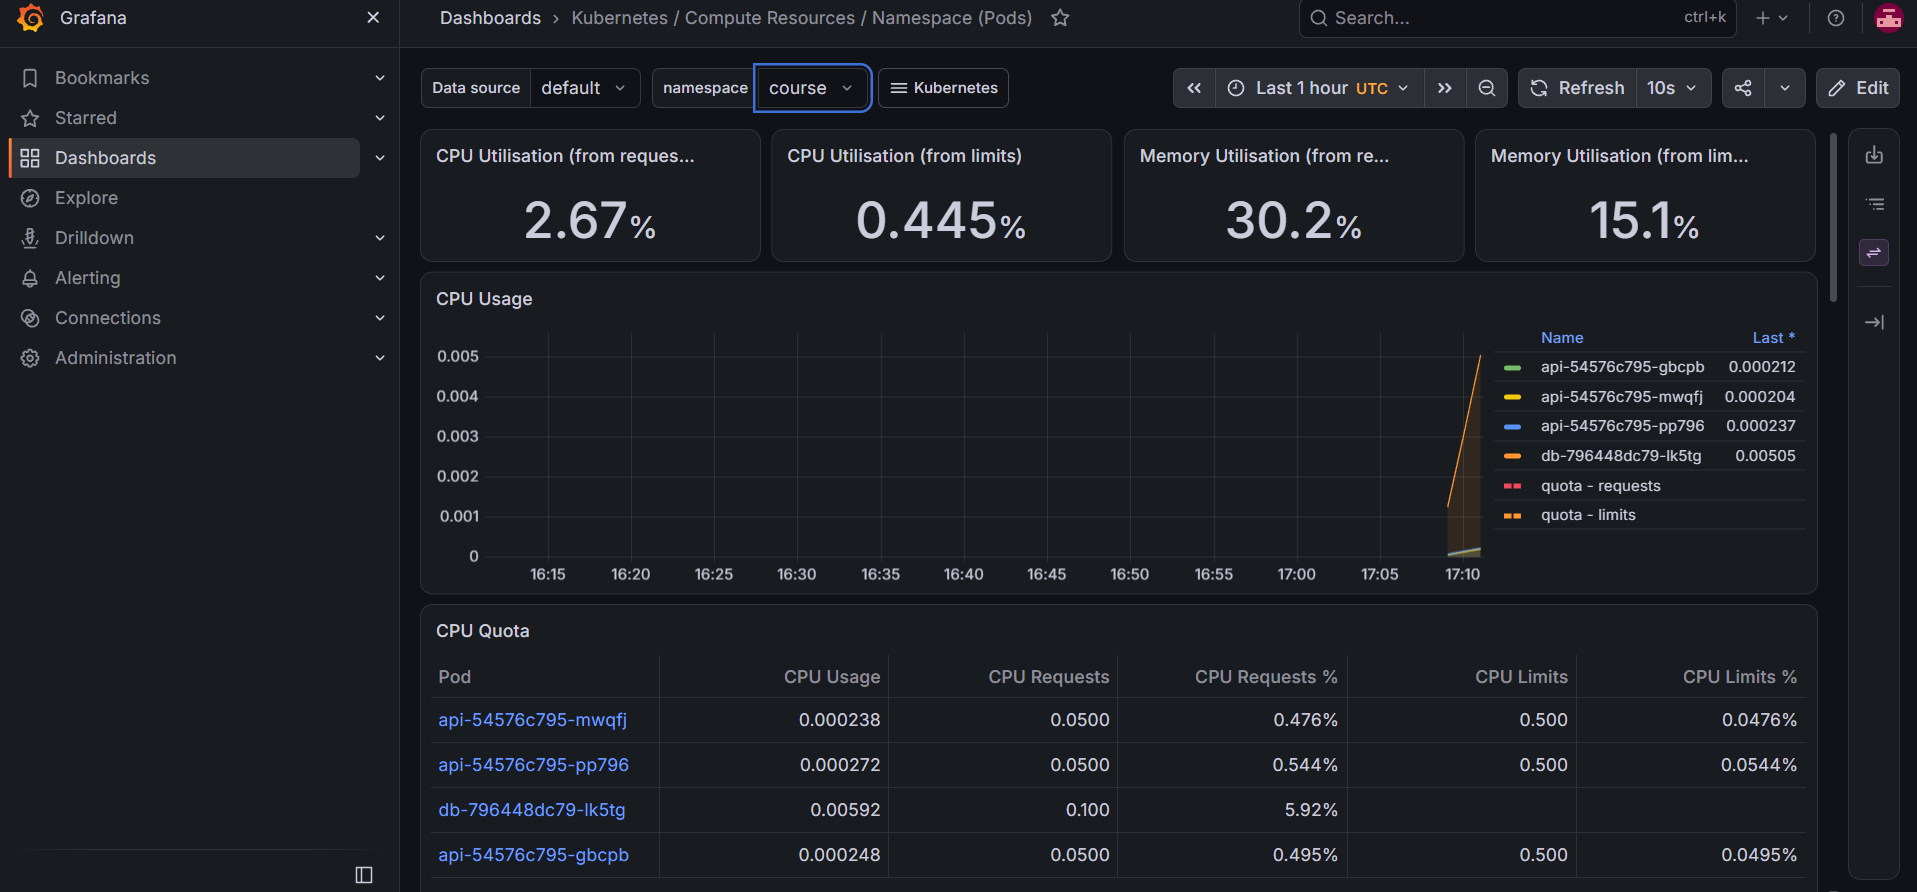 Grafana
Dashboards › Kubernetes / Compute Resources / Namespace (Pods)
Search...
ctrl+k
Bookmarks
Starred
Dashboards
Explore
Drilldown
Alerting
Connections
Administration
Data source default
namespace course
Kubernetes
Last 1 hour UTC
Refresh
10s
Edit
CPU Utilisation (from reques...
2.67%
CPU Utilisation (from limits)
0.445%
Memory Utilisation (from re...
30.2%
Memory Utilisation (from lim...
15.1%
CPU Usage
0.005
0.004
0.003
0.002
0.001
0
16:15 16:20 16:25 16:30 16:35 16:40 16:45 16:50 16:55 17:00 17:05 17:10
Name Last *
api-54576c795-gbcpb 0.000212
api-54576c795-mwqfj 0.000204
api-54576c795-pp796 0.000237
db-796448dc79-lk5tg 0.00505
quota - requests
quota - limits
CPU Quota
Pod CPU Usage CPU Requests CPU Requests % CPU Limits CPU Limits %
api-54576c795-mwqfj 0.000238 0.0500 0.476% 0.500 0.0476%
api-54576c795-pp796 0.000272 0.0500 0.544% 0.500 0.0544%
db-796448dc79-lk5tg 0.00592 0.100 5.92%
api-54576c795-gbcpb 0.000248 0.0500 0.495% 0.500 0.0495%